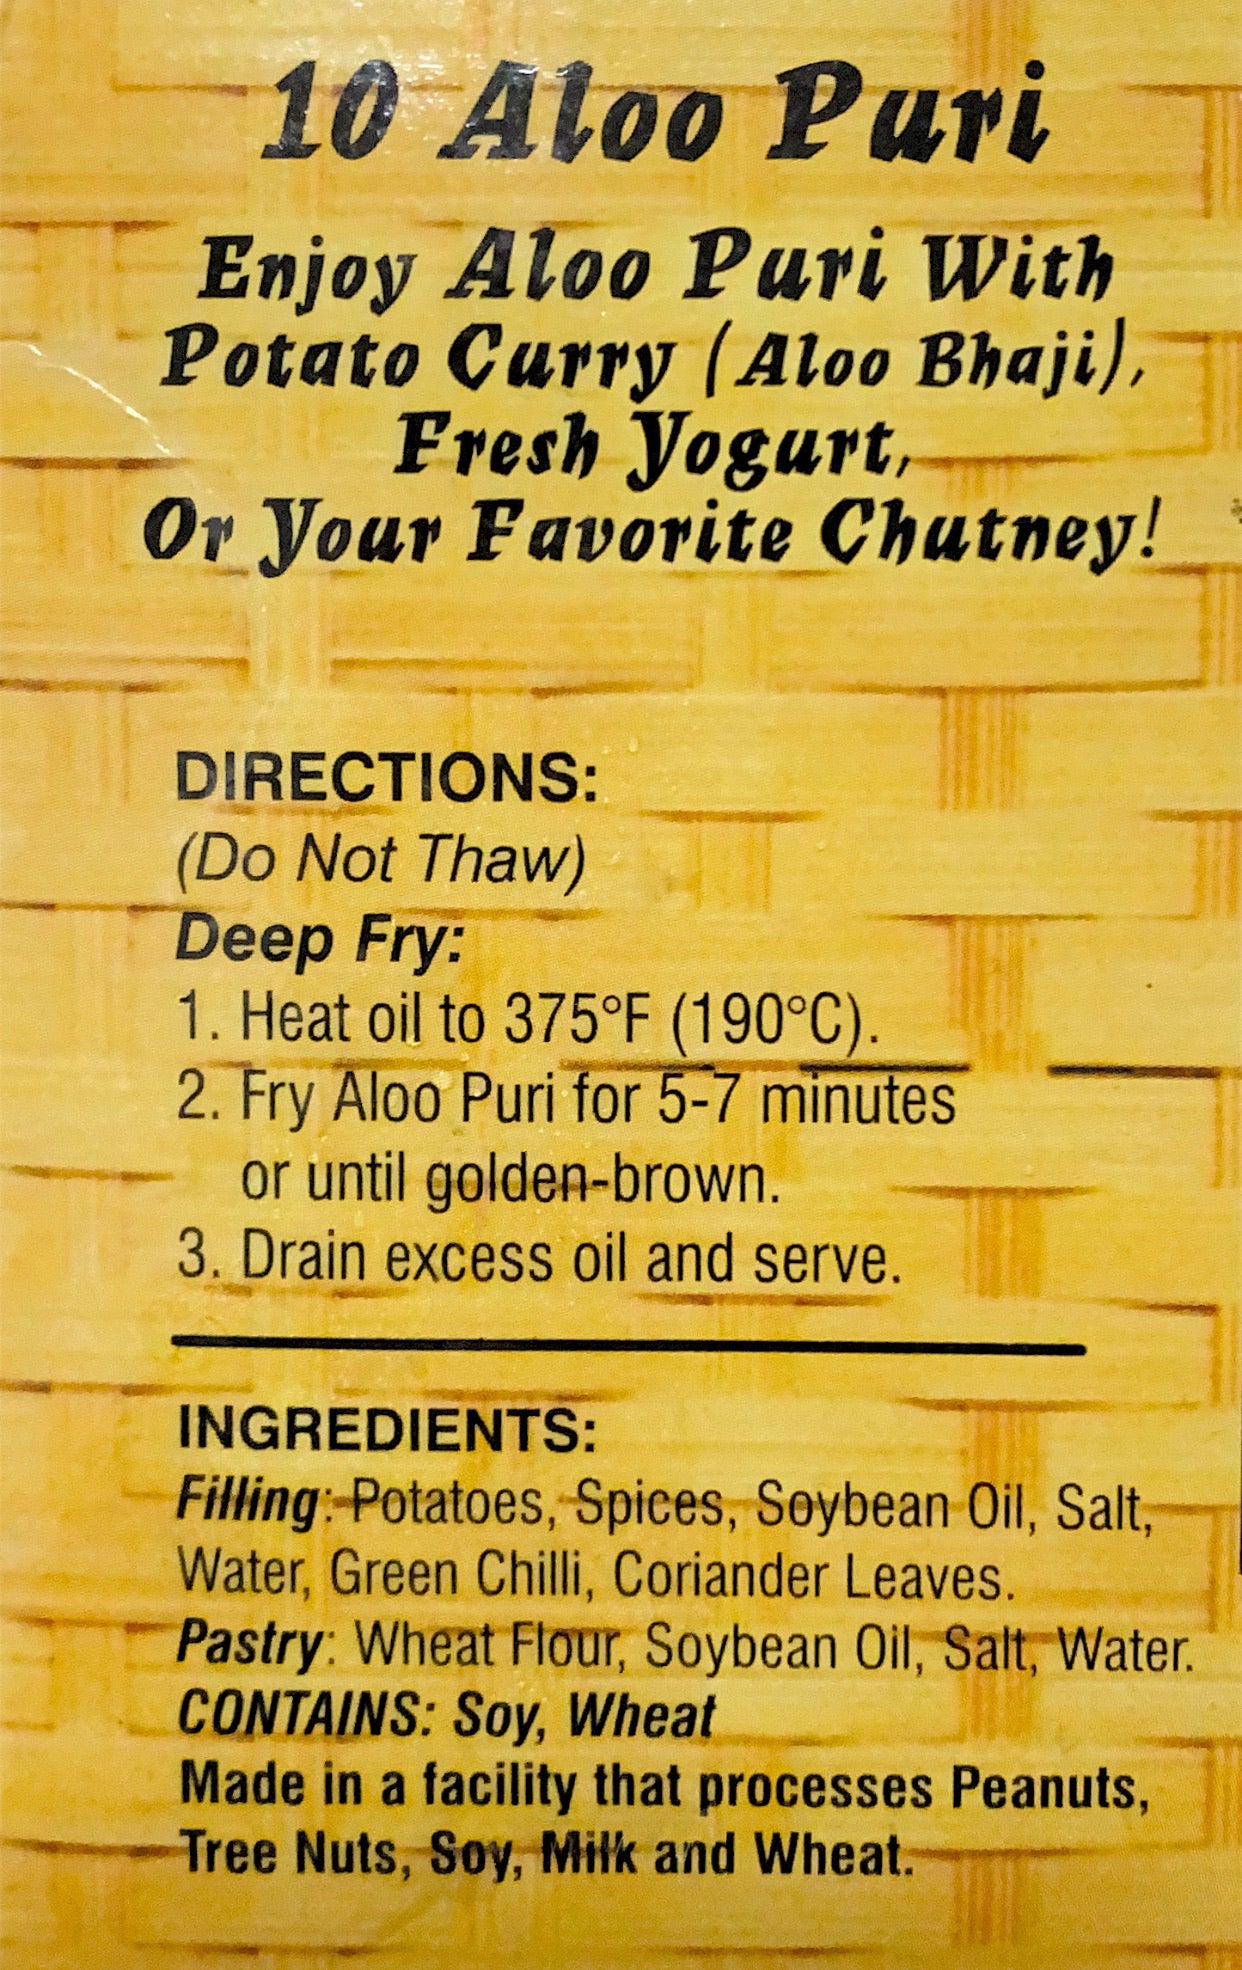 10 Aloo Puri
Enjoy Aloo Puri With
Potato Curry (Aloo Bhaji),
Fresh Yogurt,
Or Your Favorite Chutney!
DIRECTIONS:
(Do Not Thaw)
Deep Fry:
1. Heat oil to 375°F (190°C).
2. Fry Aloo Puri for 5-7 minutes
or until golden-brown.
3. Drain excess oil and serve.
INGREDIENTS:
Filling: Potatoes, Spices, Soybean Oil, Salt,
Water, Green Chilli, Coriander Leaves.
Pastry: Wheat Flour, Soybean Oil, Salt, Water.
CONTAINS: Soy, Wheat
Made in a facility that processes Peanuts,
Tree Nuts, Soy, Milk and Wheat.